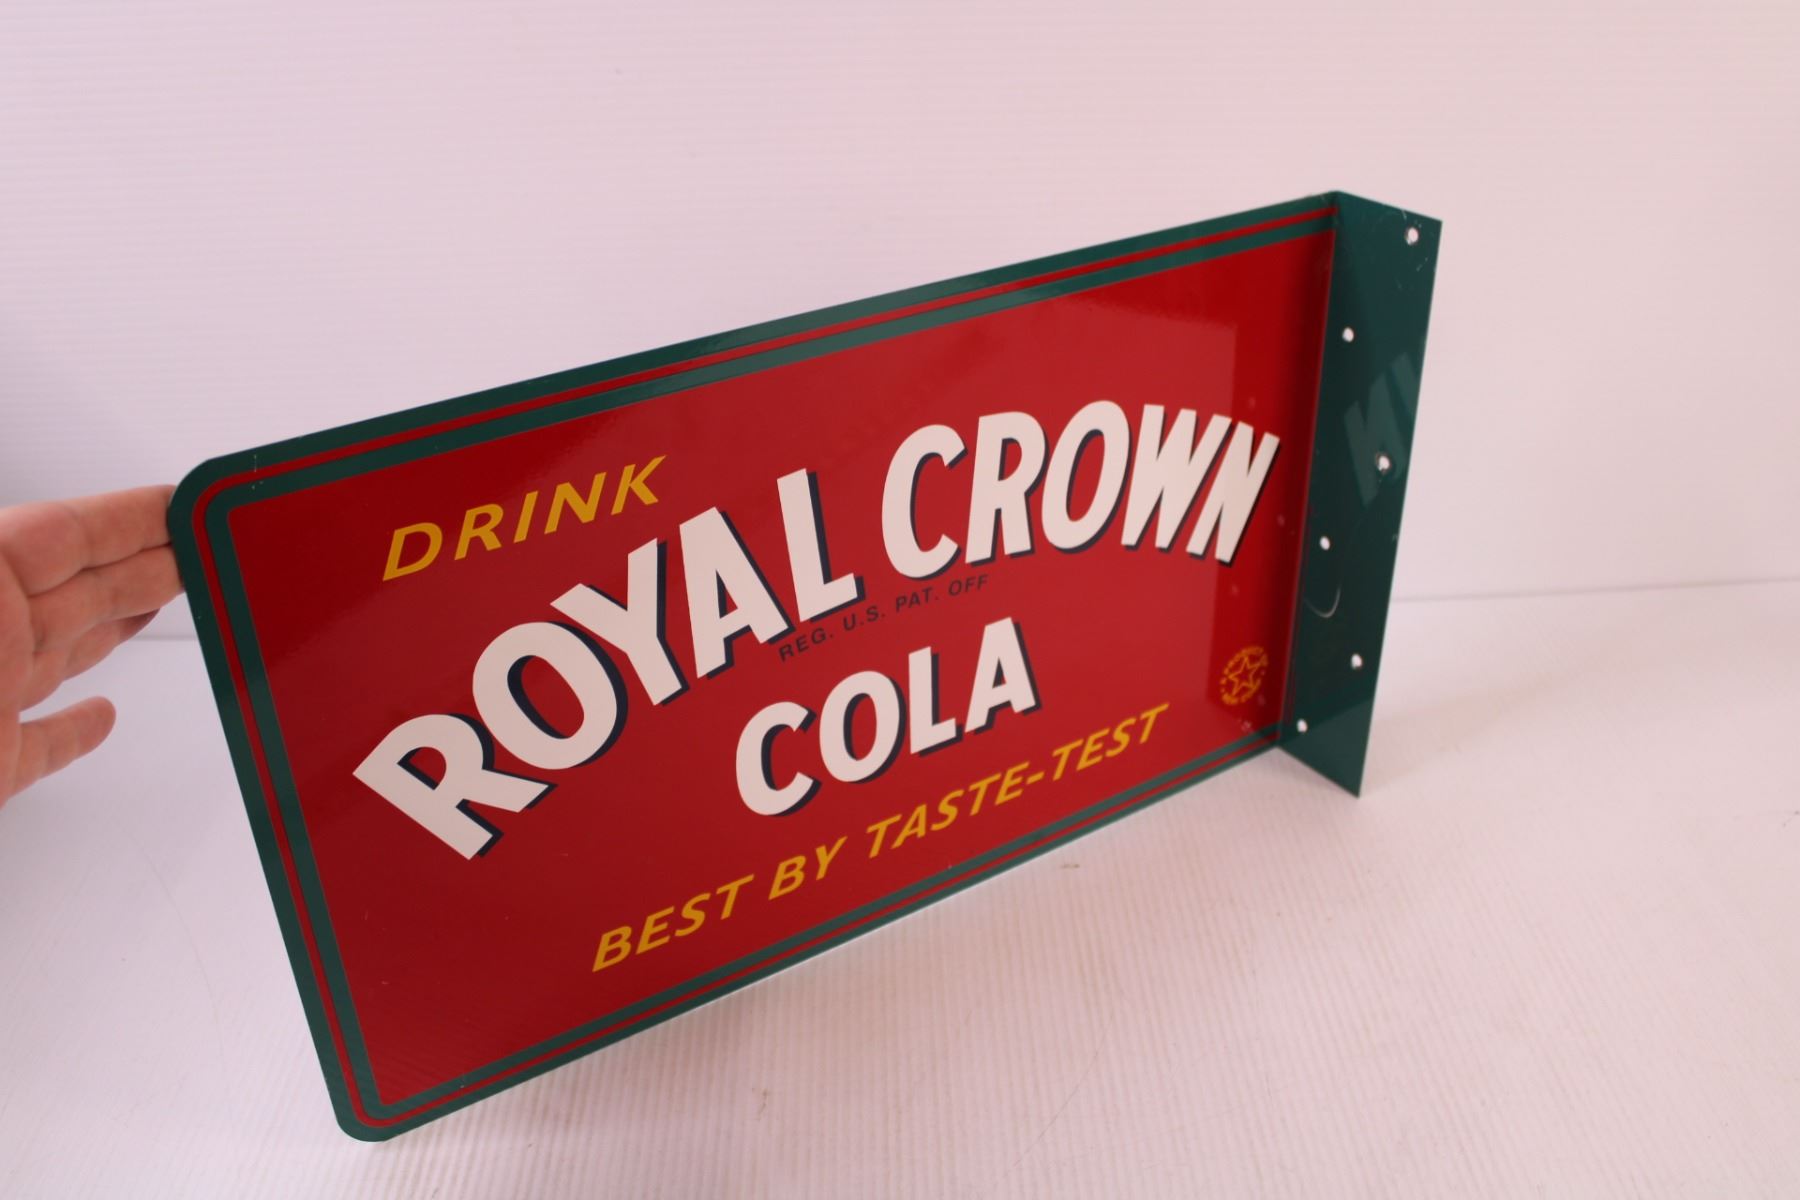 DRINK
ROYAL CROWN
REG. U.S. PAT. OFF
COLA
BEST BY TASTE-TEST